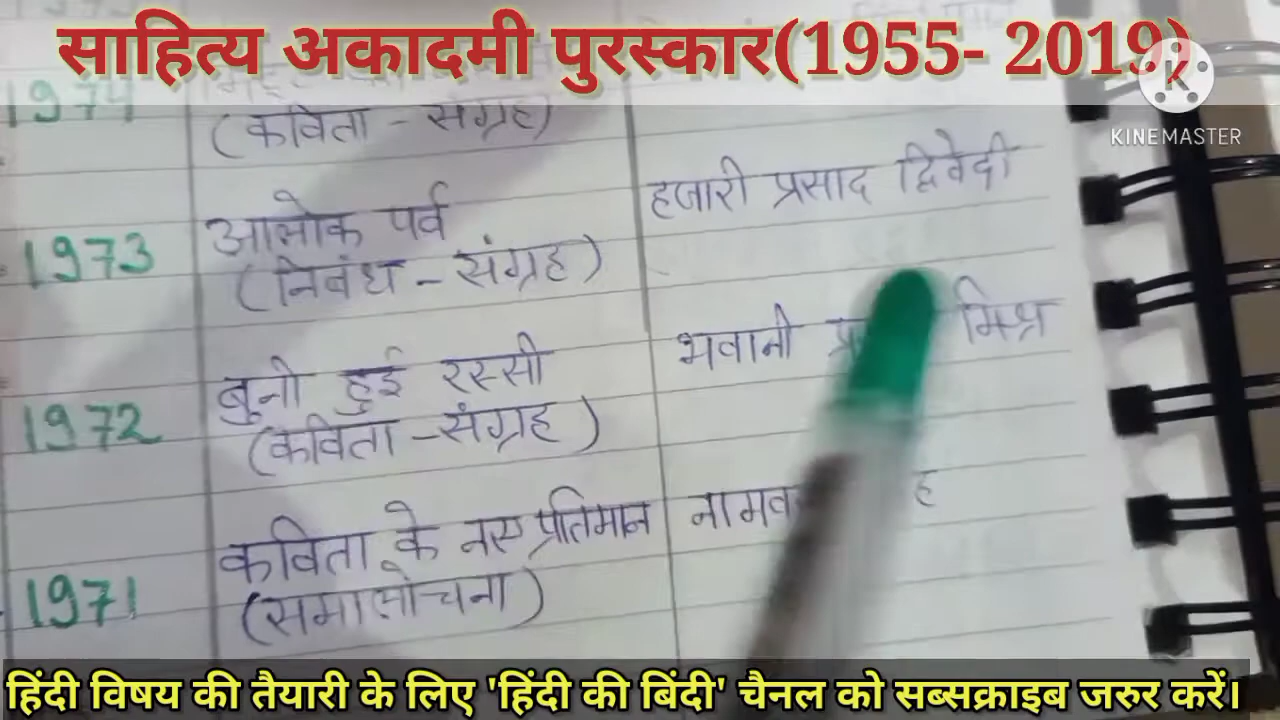 साहित्य अकादमी पुरस्कार(1955- 2019)
KINEMASTER
1974
(कविता - संग्रह)
1973 आलोक पर्व हजारी प्रसाद द्विवेदी
(निबंध - संग्रह)
1972 बुनी हुई रस्सी भवानी मिश्र
(कविता - संग्रह)
1971 कविता के नए प्रतिमान
(समालोचना)
हिंदी विषय की तैयारी के लिए 'हिंदी की बिंदी' चैनल को सब्सक्राइब जरुर करें।